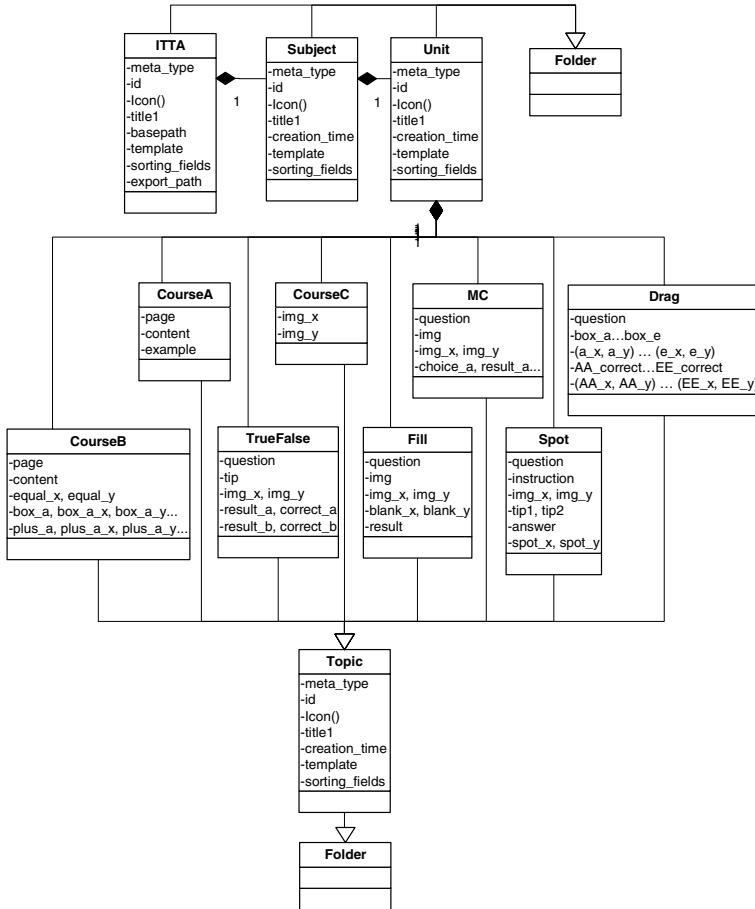 ITTA
-meta_type
-id
-Icon()
-title1
-basepath
-template
-sorting_fields
-export_path
1
Subject
-meta_type
-id
-Icon()
-title1
-creation_time
-template
-sorting_fields
1
Unit
-meta_type
-id
-Icon()
-title1
-creation_time
-template
-sorting_fields
Folder
CourseA
-page
-content
-example
CourseC
-img_x
-img_y
MC
-question
-img
-img_x, img_y
-choice_a, result_a...
Drag
-question
-box_a...box_e
-(a_x, a_y) ... (e_x, e_y)
-AA_correct...EE_correct
-(AA_x, AA_y) ... (EE_x, EE_y)
CourseB
-page
-content
-equal_x, equal_y
-box_a, box_a_x, box_a_y...
-plus_a, plus_a_x, plus_a_y...
TrueFalse
-question
-tip
-img_x, img_y
-result_a, correct_a
-result_b, correct_b
Fill
-question
-img
-img_x, img_y
-blank_x, blank_y
-result
Spot
-question
-instruction
-img_x, img_y
-tip1, tip2
-answer
-spot_x, spot_y
Topic
-meta_type
-id
-Icon()
-title1
-creation_time
-template
-sorting_fields
Folder